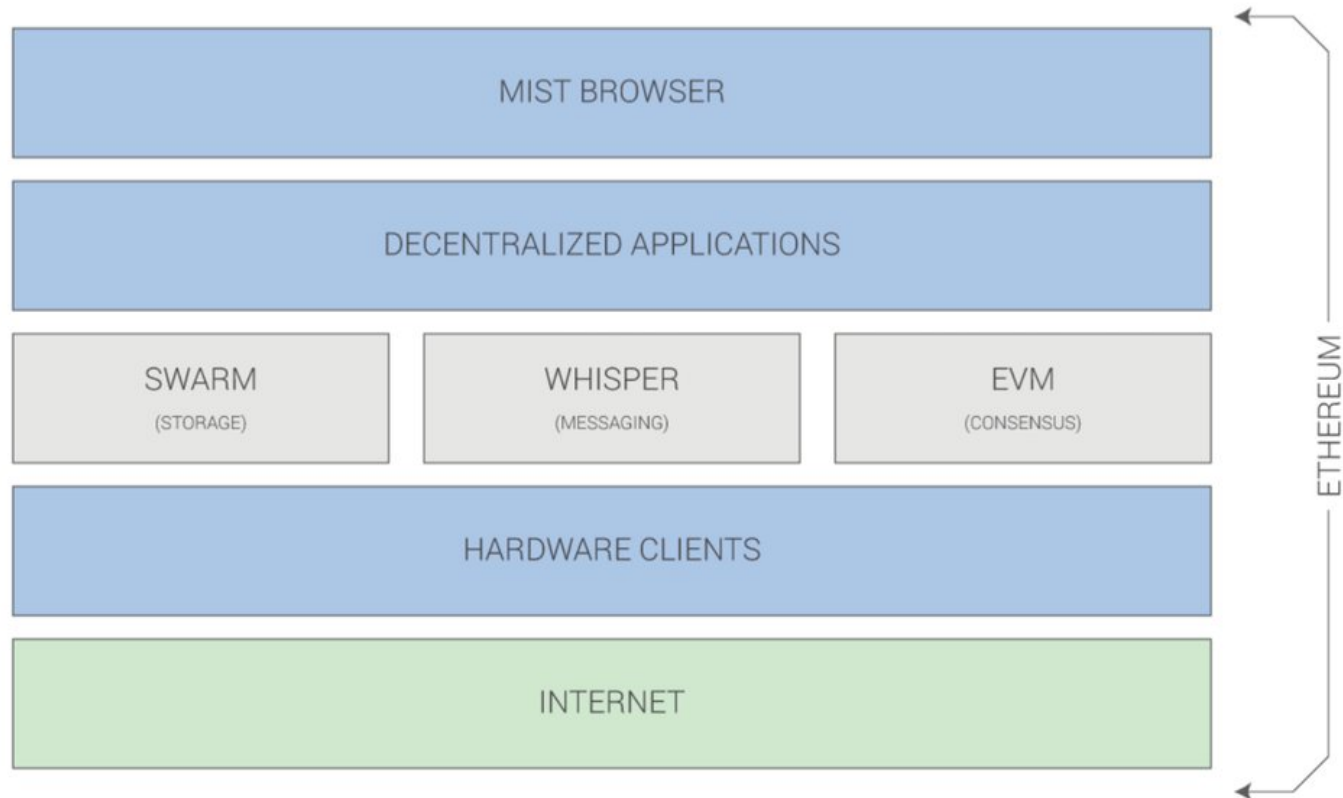 MIST BROWSER
DECENTRALIZED APPLICATIONS
SWARM
(STORAGE)
WHISPER
(MESSAGING)
EVM
(CONSENSUS)
HARDWARE CLIENTS
INTERNET
ETHEREUM